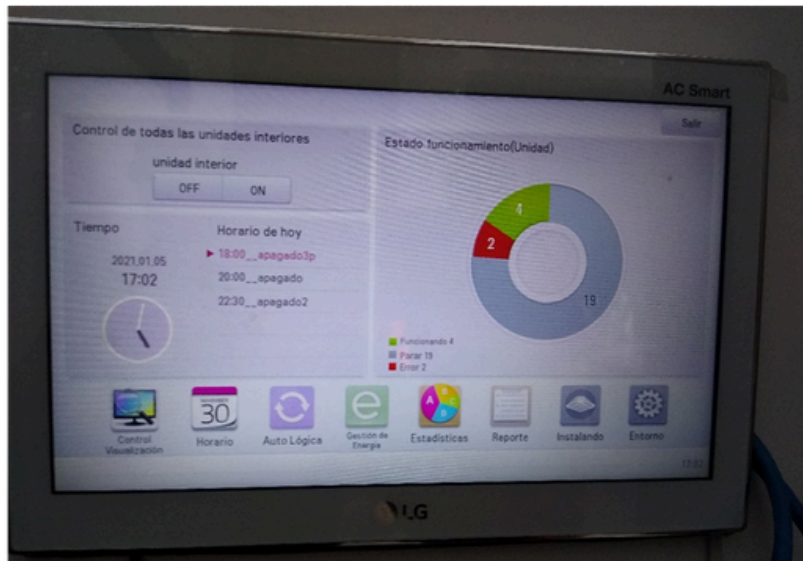 AC Smart
Salir
Control de todas las unidades interiores
unidad interior
OFF
ON
Estado funcionamiento(Unidad)
4
2
19
Funcionando 4
Parar 19
Error 2
Tiempo
2021.01.05
17:02
Horario de hoy
18:00__apagado3p
20:00__apagado
22:30__apagado2
NOVEMBER
30
A
B
C
D
Control
Visualización
Horario
Auto Lógica
Gestión de
Energía
Estadísticas
Reporte
Instalando
Entorno
17:02
LG